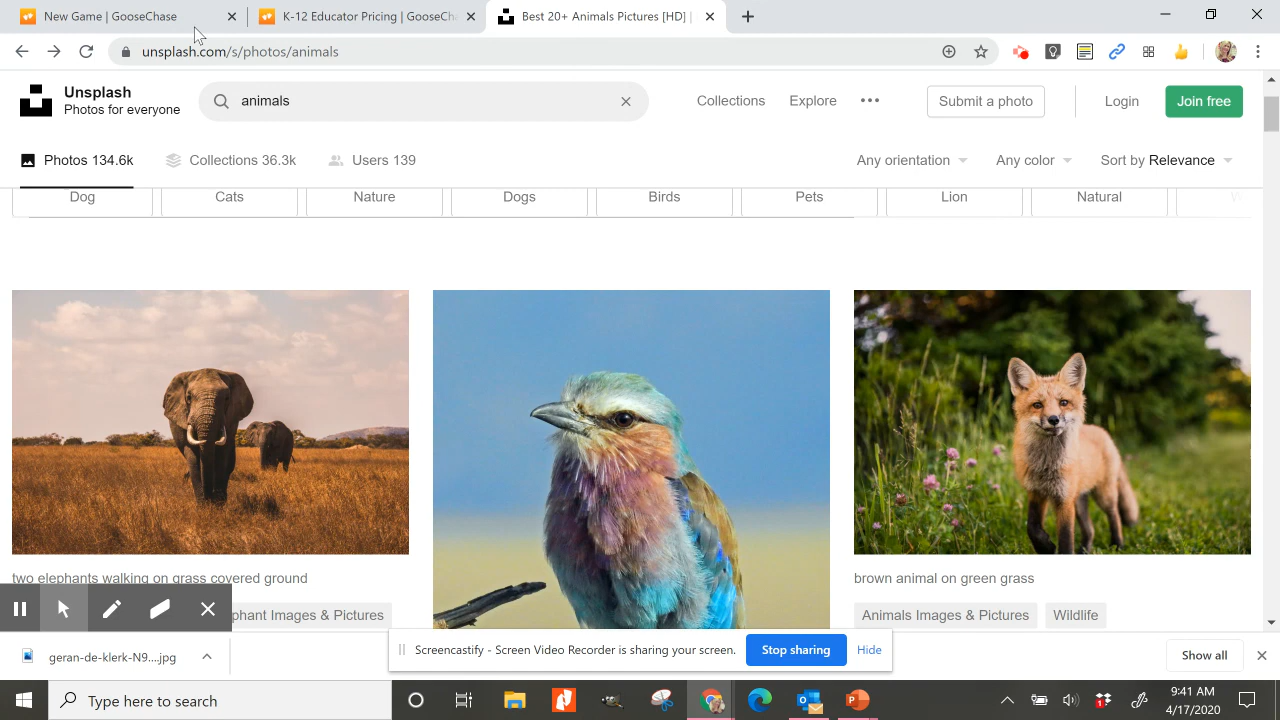 New Game | GooseChase
K-12 Educator Pricing | GooseCh
Best 20+ Animals Pictures [HD] |
unsplash.com/s/photos/animals
Unsplash
Photos for everyone
animals
Collections
Explore
Submit a photo
Login
Join free
Photos 134.6k
Collections 36.3k
Users 139
Any orientation
Any color
Sort by Relevance
Dog
Cats
Nature
Dogs
Birds
Pets
Lion
Natural
two elephants walking on grass covered ground
brown animal on green grass
phant Images & Pictures
Animals Images & Pictures
Wildlife
Screencastify - Screen Video Recorder is sharing your screen.
Stop sharing
Hide
geran-de-klerk-N9....jpg
Show all
Type here to search
9:41 AM
4/17/2020